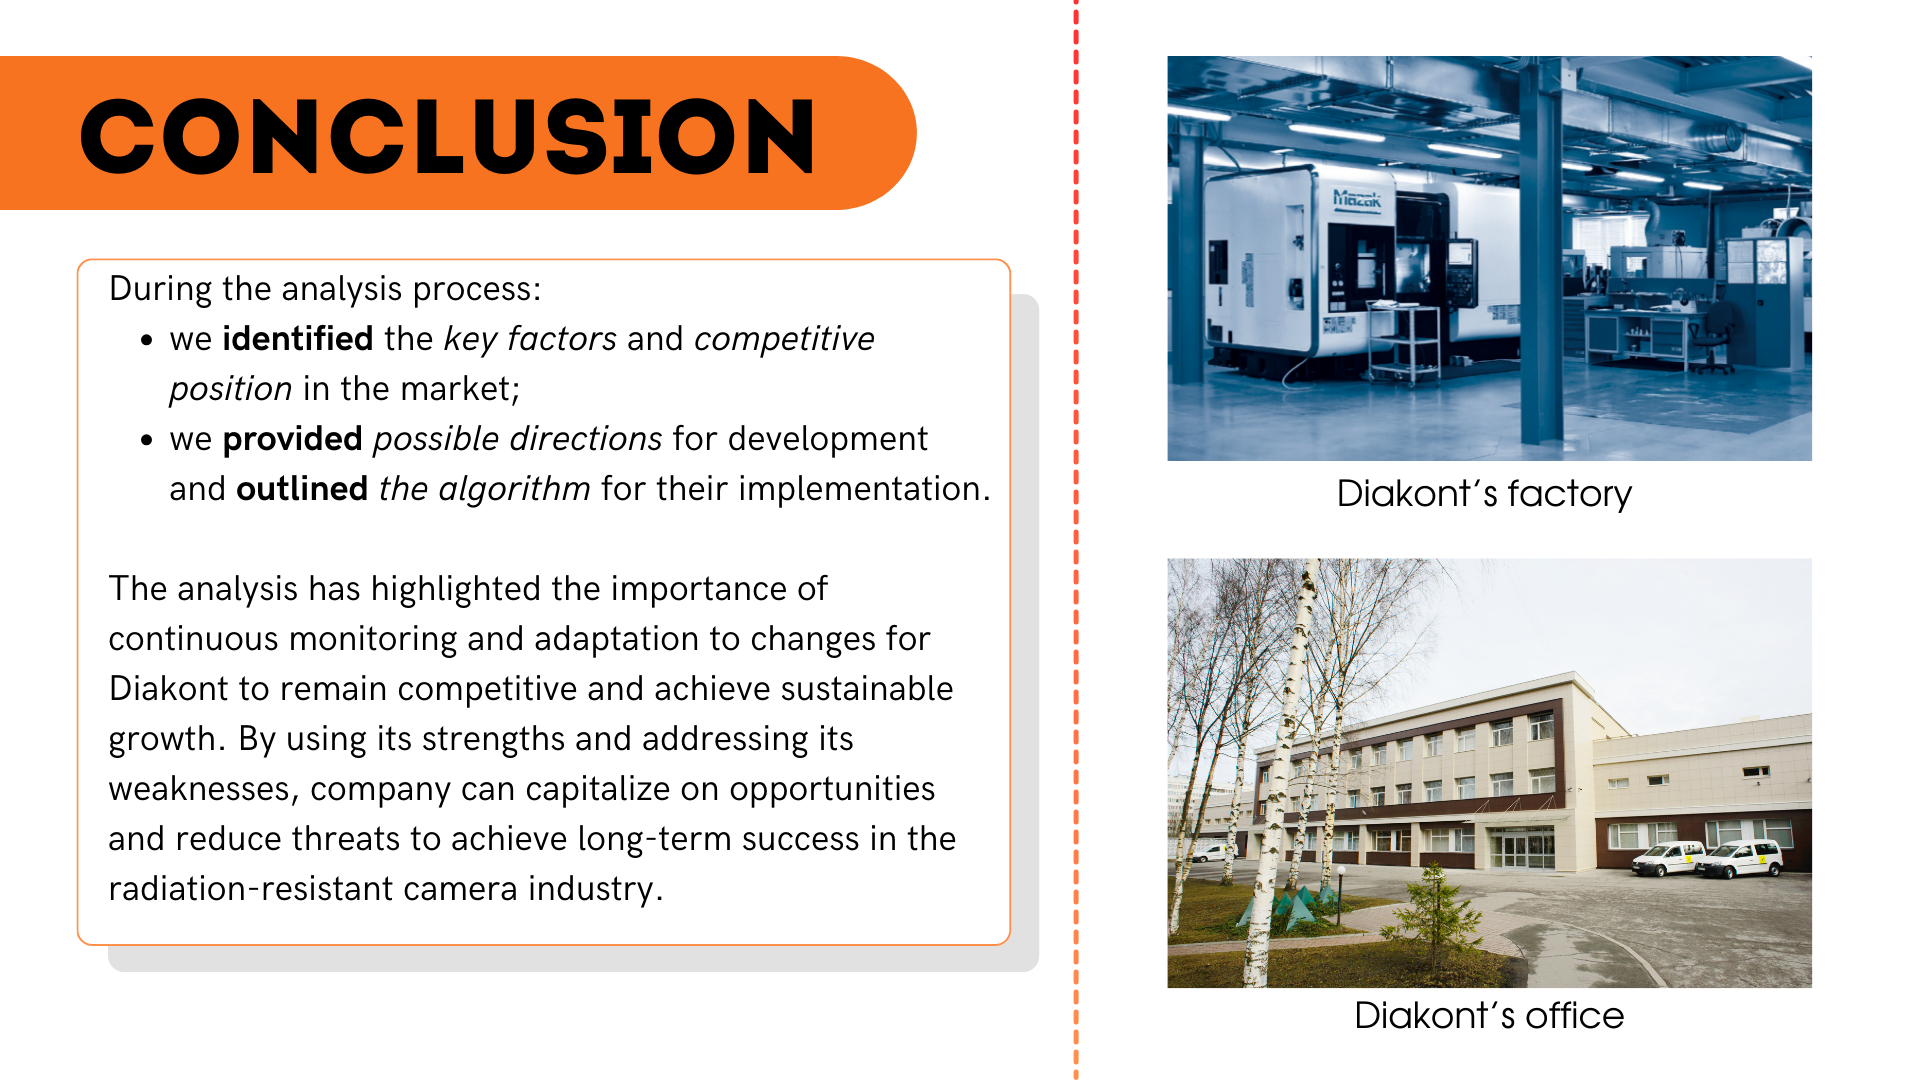 CONCLUSION
During the analysis process:
• we identified the key factors and competitive
position in the market;
• we provided possible directions for development
and outlined the algorithm for their implementation.
The analysis has highlighted the importance of
continuous monitoring and adaptation to changes for
Diakont to remain competitive and achieve sustainable
growth. By using its strengths and addressing its
weaknesses, company can capitalize on opportunities
and reduce threats to achieve long-term success in the
radiation-resistant camera industry.
Mazak
Diakont’s factory
Diakont’s office